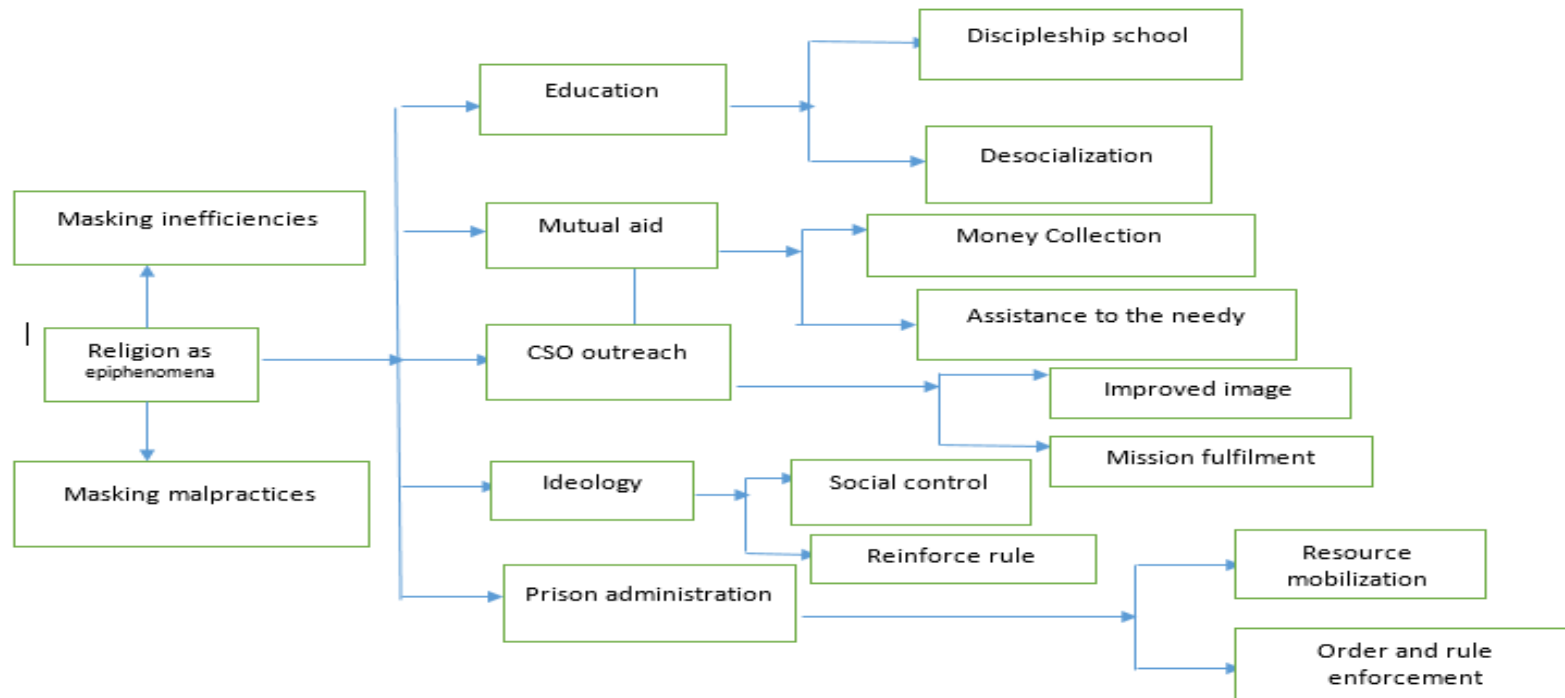 Discipleship school
Education
Desocialization
Masking inefficiencies
Mutual aid
Money Collection
Assistance to the needy
Religion as
epiphenomena
CSO outreach
Improved image
Mission fulfilment
Masking malpractices
Ideology
Social control
Reinforce rule
Prison administration
Resource
mobilization
Order and rule
enforcement